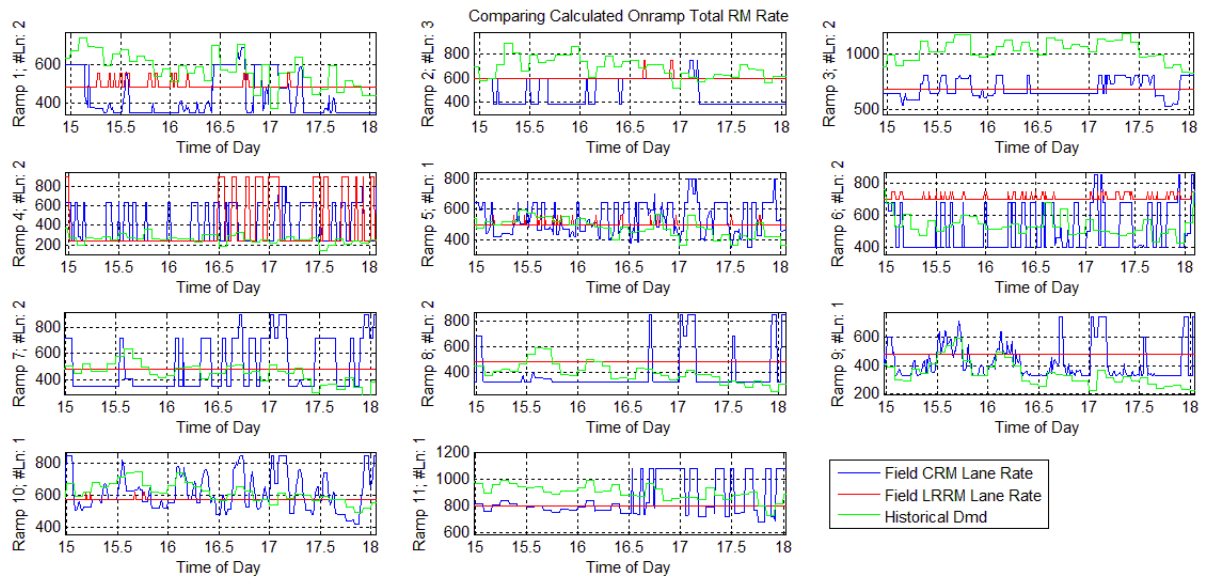 Comparing Calculated Onramp Total RM Rate
Ramp 1; #Ln: 2
600
400
15 15.5 16 16.5 17 17.5 18
Time of Day
Ramp 2; #Ln: 3
800
600
400
15 15.5 16 16.5 17 17.5 18
Time of Day
Ramp 3; #Ln: 2
1000
500
15 15.5 16 16.5 17 17.5 18
Time of Day
Ramp 4; #Ln: 2
800
600
400
200
15 15.5 16 16.5 17 17.5 18
Time of Day
Ramp 5; #Ln: 1
800
600
400
15 15.5 16 16.5 17 17.5 18
Time of Day
Ramp 6; #Ln: 2
800
600
400
15 15.5 16 16.5 17 17.5 18
Time of Day
Ramp 7; #Ln: 2
800
600
400
15 15.5 16 16.5 17 17.5 18
Time of Day
Ramp 8; #Ln: 2
800
600
400
15 15.5 16 16.5 17 17.5 18
Time of Day
Ramp 9; #Ln: 1
600
400
200
15 15.5 16 16.5 17 17.5 18
Time of Day
Ramp 10; #Ln: 1
800
600
400
15 15.5 16 16.5 17 17.5 18
Time of Day
Ramp 11; #Ln: 1
1200
1000
800
600
15 15.5 16 16.5 17 17.5 18
Time of Day
Field CRM Lane Rate
Field LRRM Lane Rate
Historical Dmd